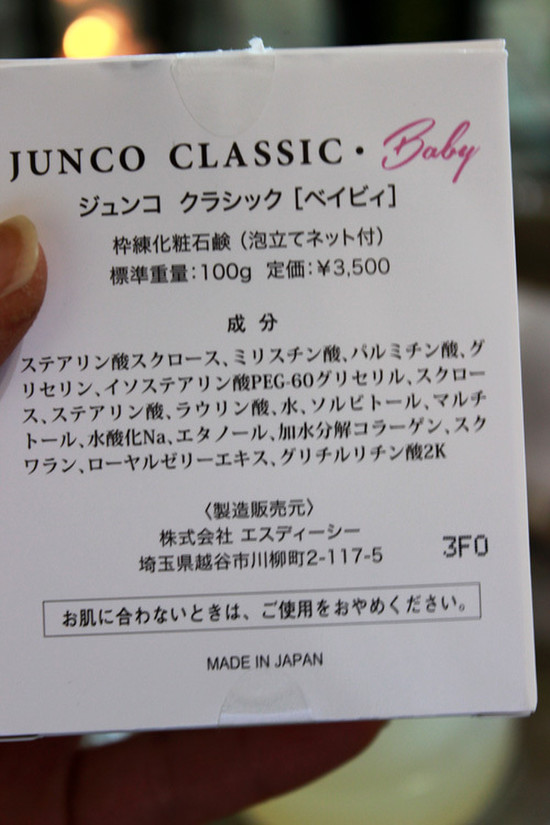 JUNCO CLASSIC・Baby
ジュンコ クラシック［ベイビィ］
枠練化粧石鹸（泡立てネット付）
標準重量：100g 定価：¥3,500
成分
ステアリン酸スクロース、ミリスチン酸、パルミチン酸、グ
リセリン、イソステアリン酸PEG-60グリセリル、スクロー
ス、ステアリン酸、ラウリン酸、水、ソルビトール、マルチ
トール、水酸化Na、エタノール、加水分解コラーゲン、スク
ワラン、ローヤルゼリーエキス、グリチルリチン酸2K
〈製造販売元〉
株式会社 エスディーシー
埼玉県越谷市川柳町2-117-5
3F0
お肌に合わないときは、ご使用をおやめください。
MADE IN JAPAN